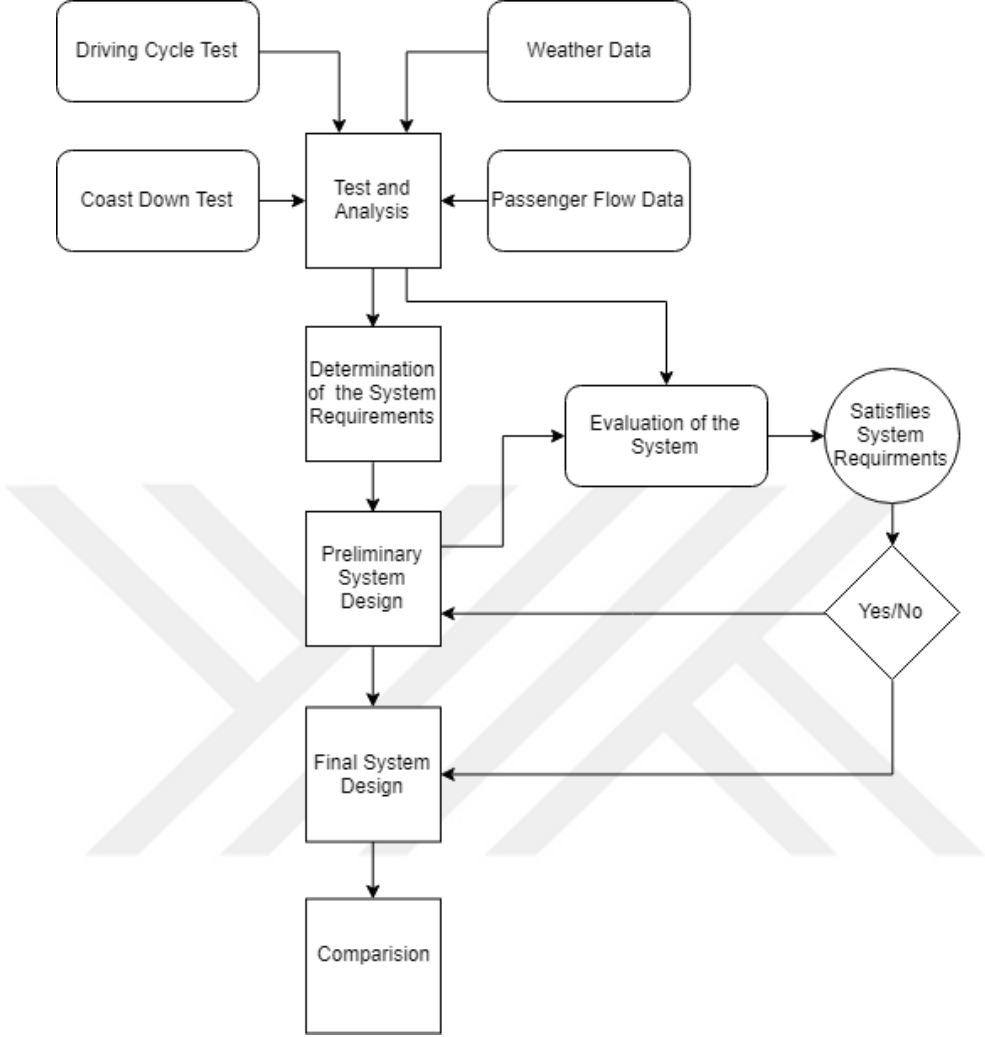 Driving Cycle Test
Weather Data
Coast Down Test
Test and
Analysis
Passenger Flow Data
Determination
of the System
Requirements
Evaluation of the
System
Satisflies
System
Requirments
Preliminary
System
Design
Yes/No
Final System
Design
Comparision